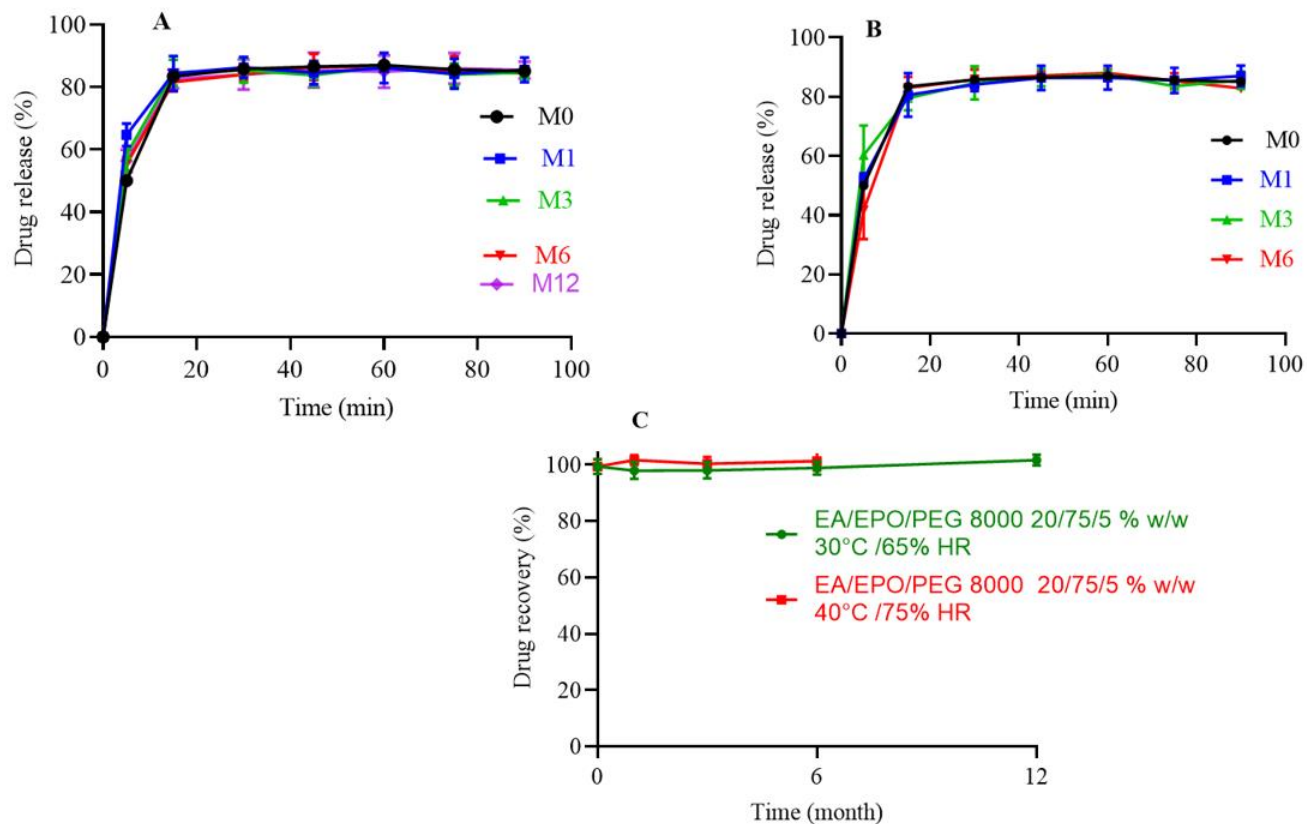 A
100
80
60
40
20
0
Drug release (%)
0 20 40 60 80 100
Time (min)
M0
M1
M3
M6
M12
B
100
80
60
40
20
0
Drug release (%)
0 20 40 60 80 100
Time (min)
M0
M1
M3
M6
C
100
80
60
40
20
0
Drug recovery (%)
0 6 12
Time (month)
EA/EPO/PEG 8000 20/75/5 % w/w
30°C /65% HR
EA/EPO/PEG 8000 20/75/5 % w/w
40°C /75% HR